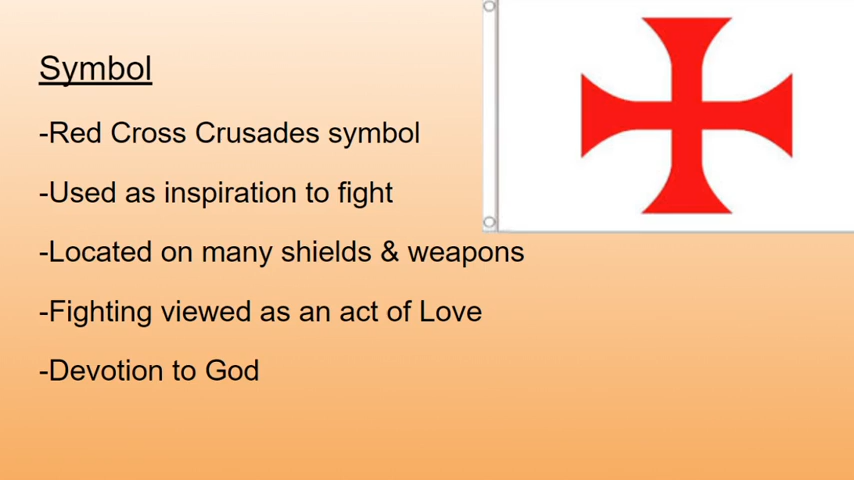 Symbol
-Red Cross Crusades symbol
-Used as inspiration to fight
-Located on many shields & weapons
-Fighting viewed as an act of Love
-Devotion to God